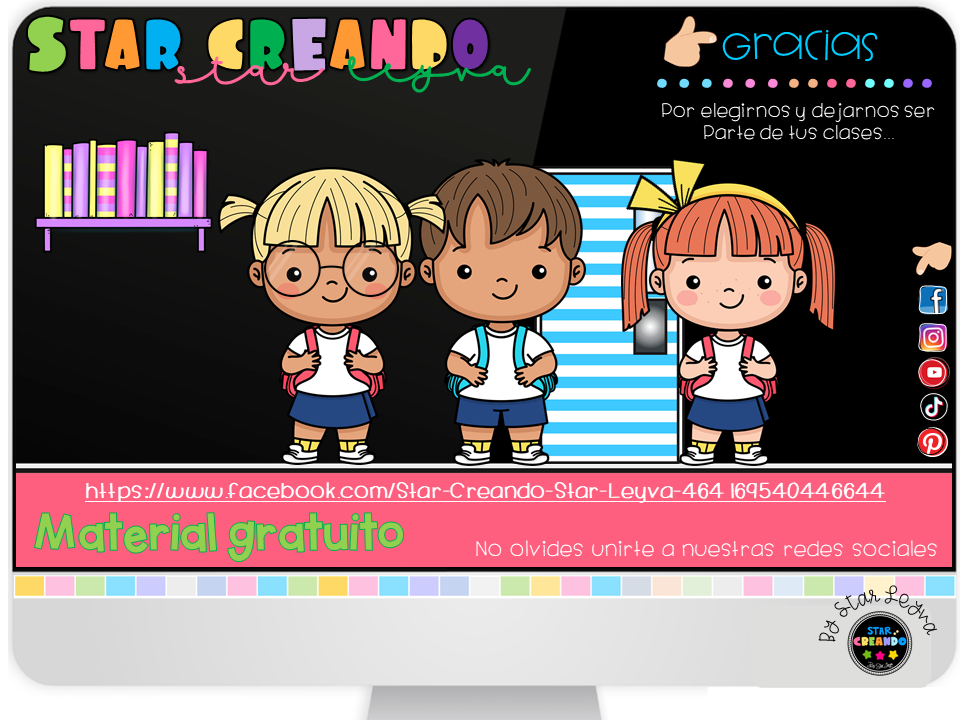 STAR CREANDO
star leyva
Gracias
Por elegirnos y dejarnos ser
Parte de tus clases...
https://www.facebook.com/Star-Creando-Star-Leyva-464169540446644
Material gratuito
No olvides unirte a nuestras redes sociales
By Star Leyva
STAR
CREANDO